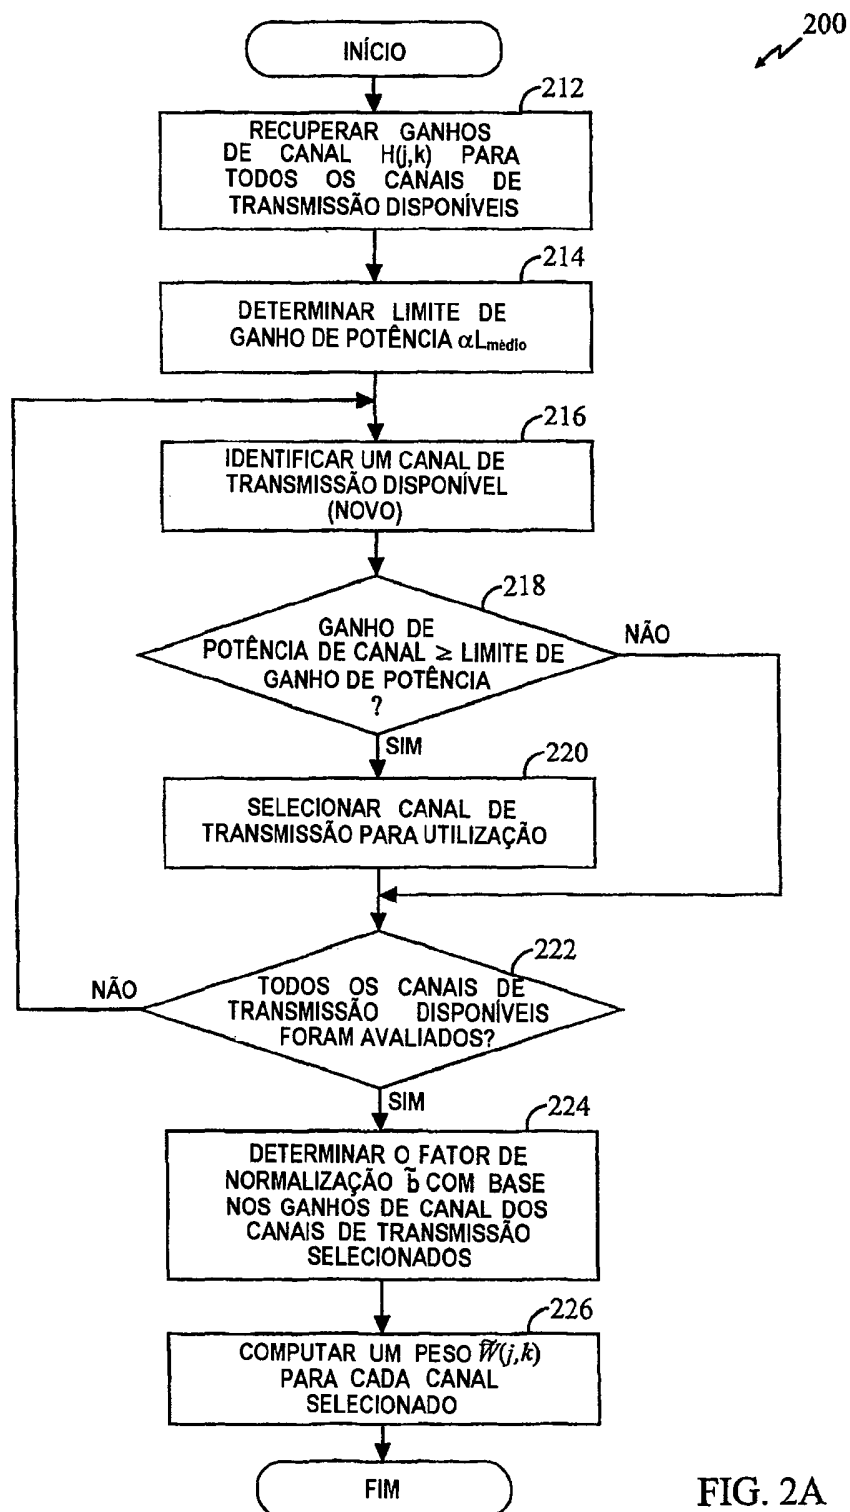 200
INÍCIO
212
RECUPERAR GANHOS
DE CANAL H(j,k) PARA
TODOS OS CANAIS DE
TRANSMISSÃO DISPONÍVEIS
214
DETERMINAR LIMITE DE
GANHO DE POTÊNCIA αLmédio
216
IDENTIFICAR UM CANAL DE
TRANSMISSÃO DISPONÍVEL
(NOVO)
218
GANHO DE
POTÊNCIA DE CANAL ≥ LIMITE DE
GANHO DE POTÊNCIA
?
NÃO
SIM
220
SELECIONAR CANAL DE
TRANSMISSÃO PARA UTILIZAÇÃO
222
TODOS OS CANAIS DE
TRANSMISSÃO DISPONÍVEIS
FORAM AVALIADOS?
NÃO
SIM
224
DETERMINAR O FATOR DE
NORMALIZAÇÃO b̃ COM BASE
NOS GANHOS DE CANAL DOS
CANAIS DE TRANSMISSÃO
SELECIONADOS
226
COMPUTAR UM PESO W̃(j,k)
PARA CADA CANAL
SELECIONADO
FIM
FIG. 2A